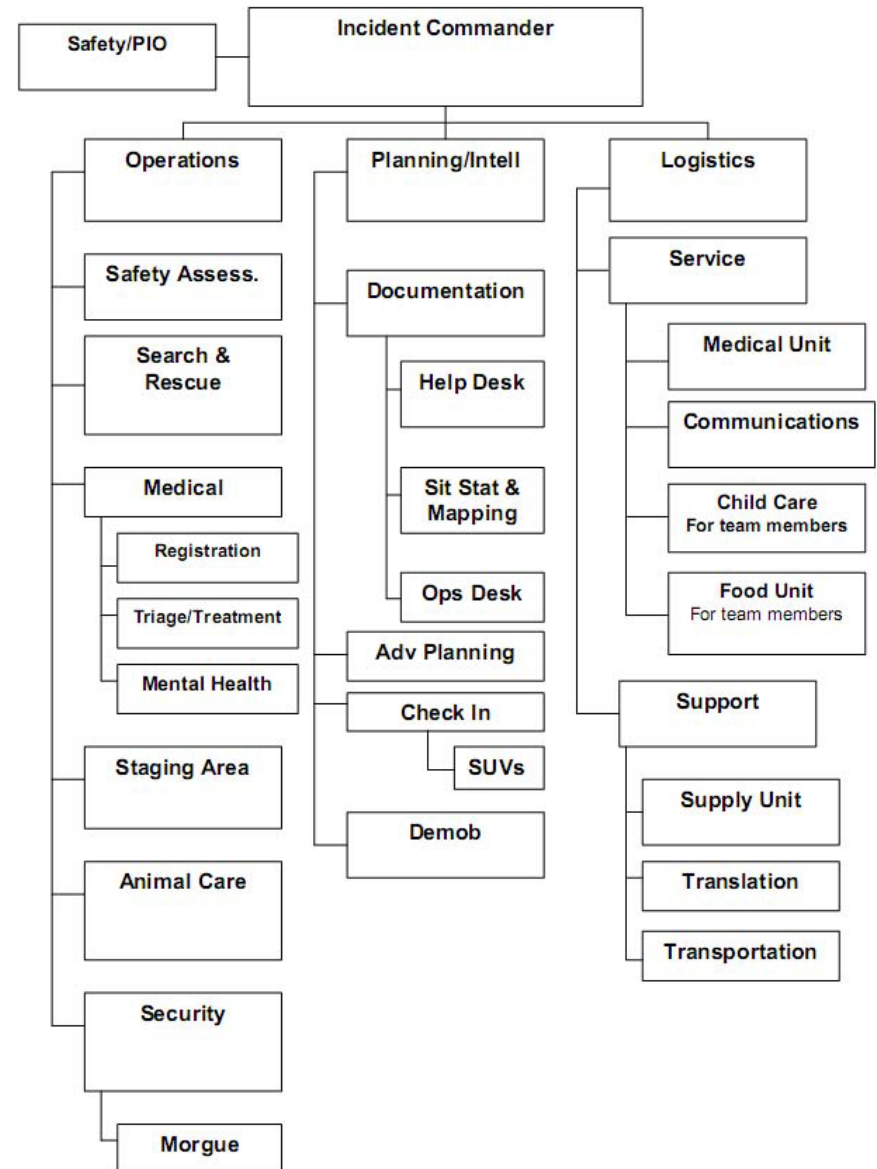 Safety/PIO
Incident Commander
Operations
Safety Assess.
Search &
Rescue
Medical
Registration
Triage/Treatment
Mental Health
Staging Area
Animal Care
Security
Morgue
Planning/Intell
Documentation
Help Desk
Sit Stat &
Mapping
Ops Desk
Adv Planning
Check In
SUVs
Demob
Logistics
Service
Medical Unit
Communications
Child Care
For team members
Food Unit
For team members
Support
Supply Unit
Translation
Transportation